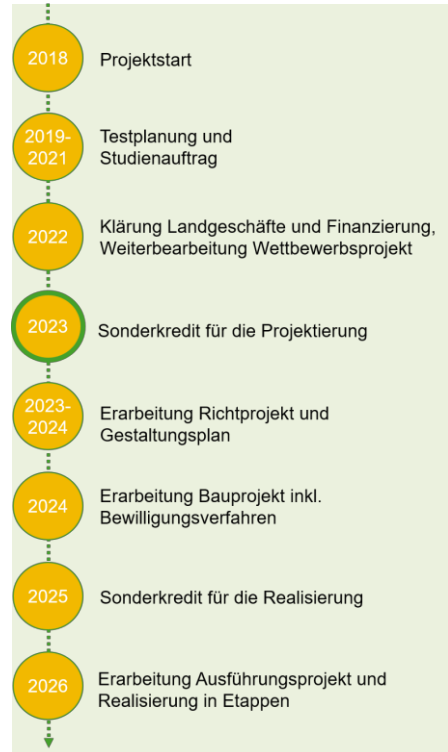 2018
Projektstart
2019-
2021
Testplanung und
Studienauftrag
2022
Klärung Landgeschäfte und Finanzierung,
Weiterbearbeitung Wettbewerbsprojekt
2023
Sonderkredit für die Projektierung
2023-
2024
Erarbeitung Richtprojekt und
Gestaltungsplan
2024
Erarbeitung Bauprojekt inkl.
Bewilligungsverfahren
2025
Sonderkredit für die Realisierung
2026
Erarbeitung Ausführungsprojekt und
Realisierung in Etappen